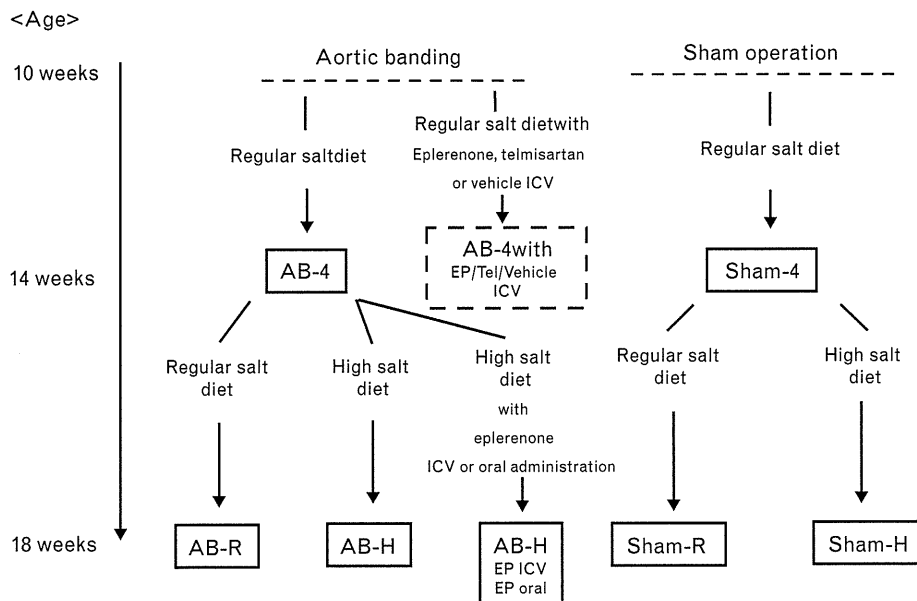 <Age>
10 weeks
Aortic banding
Sham operation
Regular saltdiet
Regular salt dietwith
Eplerenone, telmisartan
or vehicle ICV
Regular salt diet
14 weeks
AB-4
AB-4with
EP/Tel/Vehicle
ICV
Sham-4
Regular salt
diet
High salt
diet
High salt
diet
with
eplerenone
ICV or oral administration
Regular salt
diet
High salt
diet
18 weeks
AB-R
AB-H
AB-H
EP ICV
EP oral
Sham-R
Sham-H